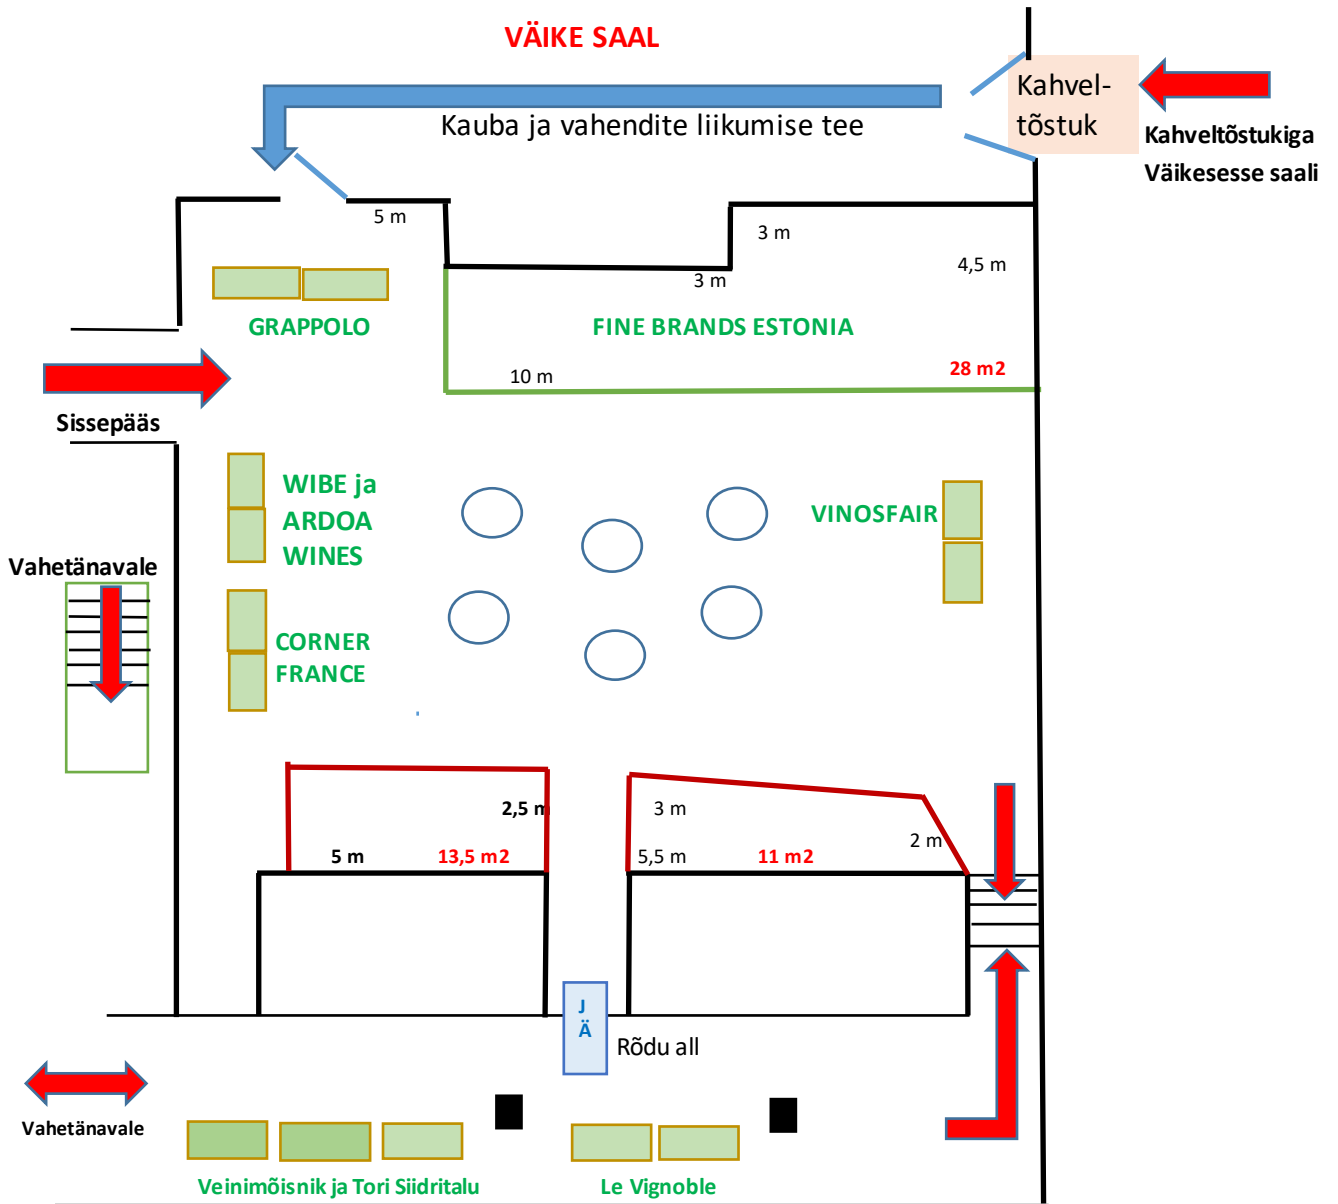 VÄIKE SAAL
Kahvel-
tõstuk
Kauba ja vahendite liikumise tee
Kahveltõstukiga
Väikesesse saali
5 m
3 m
4,5 m
3 m
GRAPPOLO
FINE BRANDS ESTONIA
10 m
28 m2
Sissepääs
WIBE ja
ARDOA
WINES
VINOSFAIR
Vahetänavale
CORNER
FRANCE
2,5 m
3 m
2 m
5 m
13,5 m2
5,5 m
11 m2
J
Ä
Rõdu all
Vahetänavale
Veinimõisnik ja Tori Siidritalu
Le Vignoble